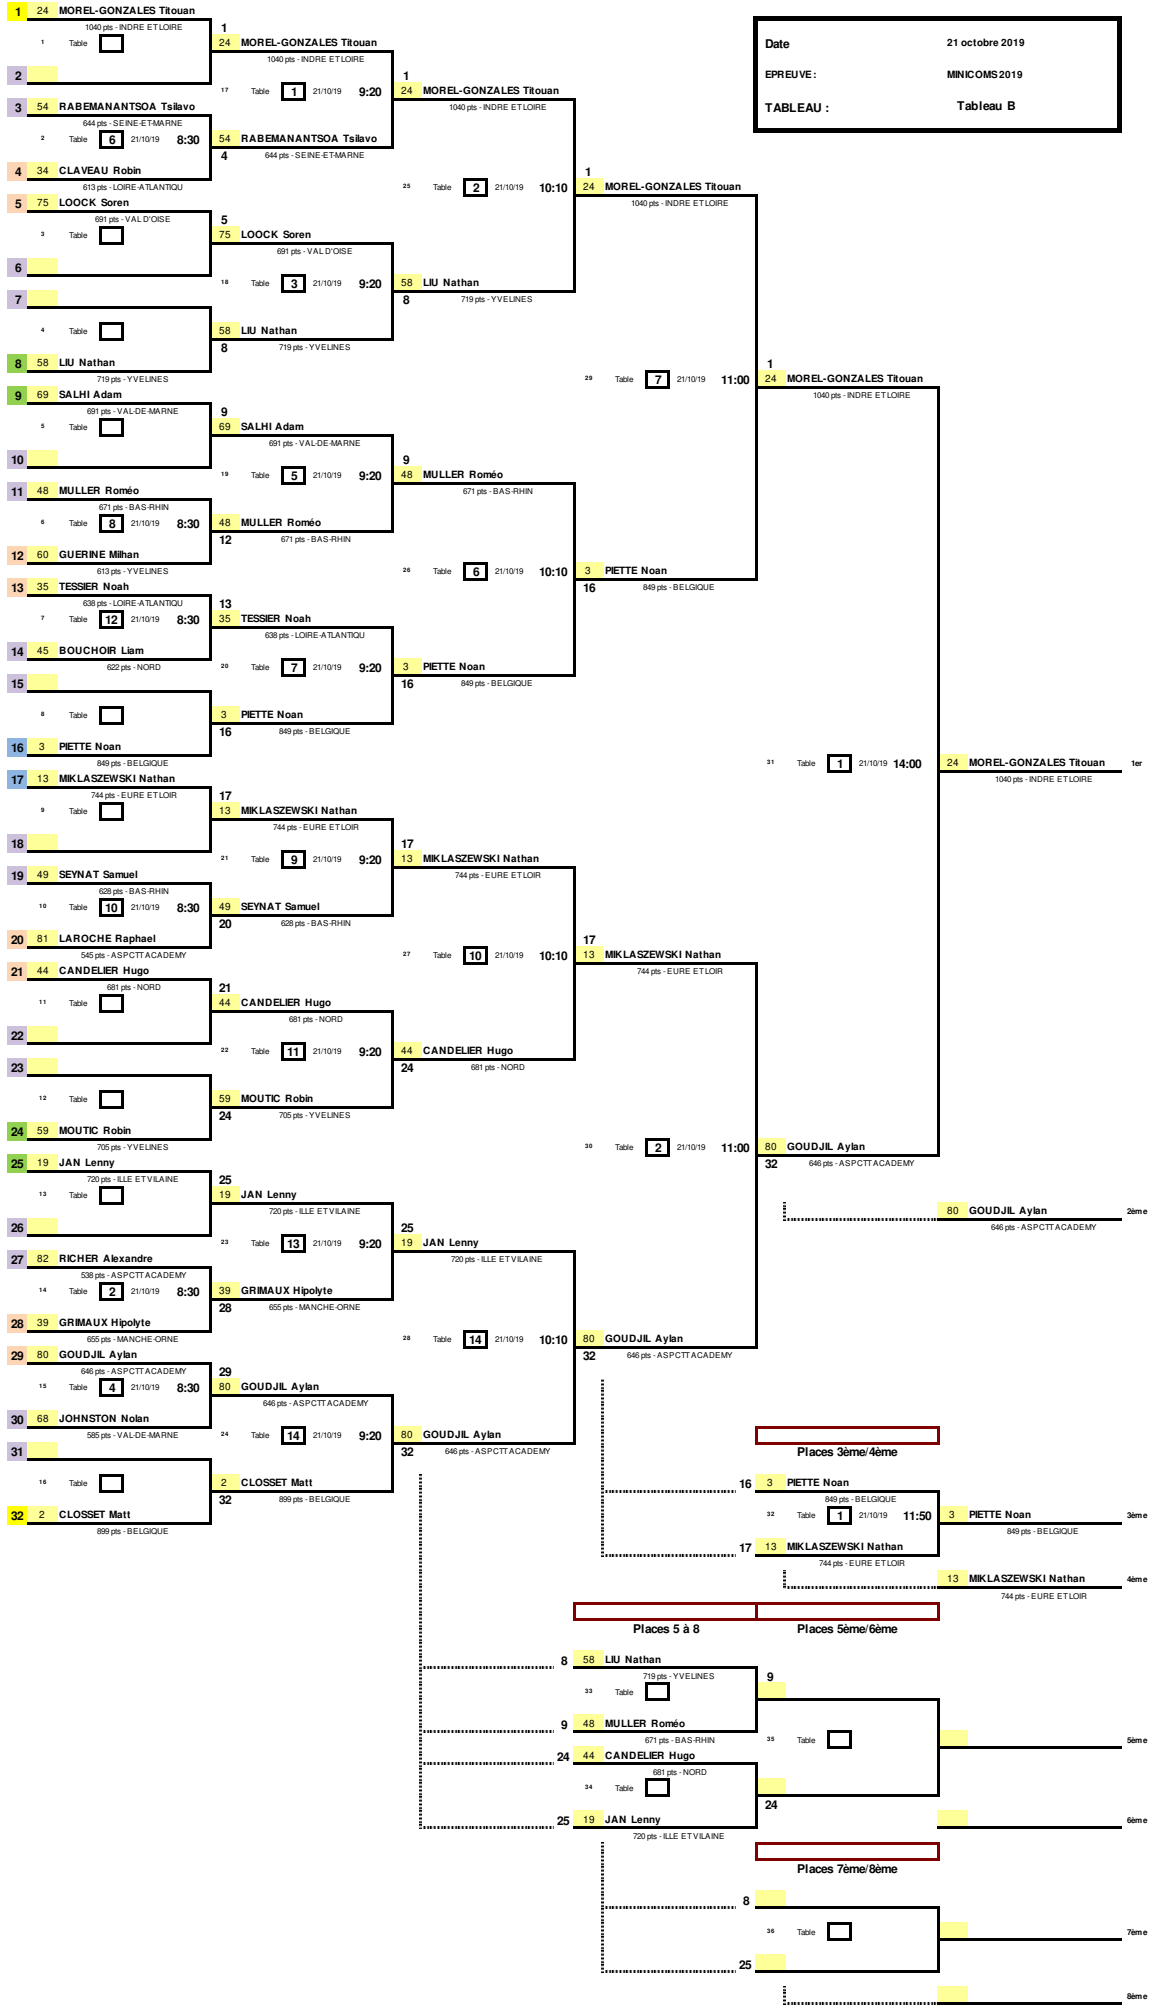 Date 21 octobre 2019
EPREUVE : MINICOMS 2019
TABLEAU : Tableau B
1 24 MOREL-GONZALES Titouan
1040 pts - INDRE ET LOIRE
1 Table
2
3 54 RABEMANANTSOA Tsilavo
644 pts - SEINE-ET-MARNE
2 Table 6 21/10/19 8:30
4 34 CLAVEAU Robin
613 pts - LOIRE-ATLANTIQU
5 75 LOOCK Soren
691 pts - VAL D'OISE
3 Table
6
7
4 Table
8 58 LIU Nathan
719 pts - YVELINES
9 69 SALHI Adam
691 pts - VAL-DE-MARNE
5 Table
10
11 48 MULLER Roméo
671 pts - BAS-RHIN
6 Table 8 21/10/19 8:30
12 60 GUERINE Milhan
613 pts - YVELINES
13 35 TESSIER Noah
638 pts - LOIRE-ATLANTIQU
7 Table 12 21/10/19 8:30
14 45 BOUCHOIR Liam
622 pts - NORD
15
8 Table
16 3 PIETTE Noan
849 pts - BELGIQUE
17 13 MIKLASZEWSKI Nathan
744 pts - EURE ET LOIR
9 Table
18
19 49 SEYNAT Samuel
628 pts - BAS-RHIN
10 Table 10 21/10/19 8:30
20 81 LAROCHE Raphael
545 pts - ASPCTT ACADEMY
21 44 CANDELIER Hugo
681 pts - NORD
11 Table
22
23
12 Table
24 59 MOUTIC Robin
705 pts - YVELINES
25 19 JAN Lenny
720 pts - ILLE ET VILAINE
13 Table
26
27 82 RICHER Alexandre
538 pts - ASPCTT ACADEMY
14 Table 2 21/10/19 8:30
28 39 GRIMAUX Hipolyte
655 pts - MANCHE-ORNE
29 80 GOUDJIL Aylan
646 pts - ASPCTT ACADEMY
15 Table 4 21/10/19 8:30
30 68 JOHNSTON Nolan
585 pts - VAL-DE-MARNE
31
16 Table
32 2 CLOSSET Matt
899 pts - BELGIQUE
1
24 MOREL-GONZALES Titouan
1040 pts - INDRE ET LOIRE
17 Table 1 21/10/19 9:20
54 RABEMANANTSOA Tsilavo
4 644 pts - SEINE-ET-MARNE
5
75 LOOCK Soren
691 pts - VAL D'OISE
18 Table 3 21/10/19 9:20
58 LIU Nathan
8 719 pts - YVELINES
9
69 SALHI Adam
691 pts - VAL-DE-MARNE
19 Table 5 21/10/19 9:20
48 MULLER Roméo
12 671 pts - BAS-RHIN
13
35 TESSIER Noah
638 pts - LOIRE-ATLANTIQU
20 Table 7 21/10/19 9:20
3 PIETTE Noan
16 849 pts - BELGIQUE
17
13 MIKLASZEWSKI Nathan
744 pts - EURE ET LOIR
21 Table 9 21/10/19 9:20
49 SEYNAT Samuel
20 628 pts - BAS-RHIN
21
44 CANDELIER Hugo
681 pts - NORD
22 Table 11 21/10/19 9:20
59 MOUTIC Robin
24 705 pts - YVELINES
25
19 JAN Lenny
720 pts - ILLE ET VILAINE
23 Table 13 21/10/19 9:20
39 GRIMAUX Hipolyte
28 655 pts - MANCHE-ORNE
29
80 GOUDJIL Aylan
646 pts - ASPCTT ACADEMY
24 Table 14 21/10/19 9:20
2 CLOSSET Matt
32 899 pts - BELGIQUE
1
24 MOREL-GONZALES Titouan
1040 pts - INDRE ET LOIRE
25 Table 2 21/10/19 10:10
58 LIU Nathan
8 719 pts - YVELINES
9
48 MULLER Roméo
671 pts - BAS-RHIN
26 Table 6 21/10/19 10:10
3 PIETTE Noan
16 849 pts - BELGIQUE
17
13 MIKLASZEWSKI Nathan
744 pts - EURE ET LOIR
27 Table 10 21/10/19 10:10
44 CANDELIER Hugo
24 681 pts - NORD
25
19 JAN Lenny
720 pts - ILLE ET VILAINE
28 Table 14 21/10/19 10:10
80 GOUDJIL Aylan
32 646 pts - ASPCTT ACADEMY
1
24 MOREL-GONZALES Titouan
1040 pts - INDRE ET LOIRE
29 Table 7 21/10/19 11:00
3 PIETTE Noan
16 849 pts - BELGIQUE
17
13 MIKLASZEWSKI Nathan
744 pts - EURE ET LOIR
30 Table 2 21/10/19 11:00
80 GOUDJIL Aylan
32 646 pts - ASPCTT ACADEMY
1
24 MOREL-GONZALES Titouan
1040 pts - INDRE ET LOIRE
31 Table 1 21/10/19 14:00
80 GOUDJIL Aylan
32 646 pts - ASPCTT ACADEMY
24 MOREL-GONZALES Titouan 1er
1040 pts - INDRE ET LOIRE
80 GOUDJIL Aylan 2ème
646 pts - ASPCTT ACADEMY
Places 3ème/4ème
16 3 PIETTE Noan
849 pts - BELGIQUE
32 Table 1 21/10/19 11:50
17 13 MIKLASZEWSKI Nathan
744 pts - EURE ET LOIR
3 PIETTE Noan 3ème
849 pts - BELGIQUE
13 MIKLASZEWSKI Nathan 4ème
744 pts - EURE ET LOIR
Places 5 à 8 Places 5ème/6ème
8 58 LIU Nathan
719 pts - YVELINES
33 Table
9 48 MULLER Roméo
671 pts - BAS-RHIN
24 44 CANDELIER Hugo
681 pts - NORD
34 Table
25 19 JAN Lenny
720 pts - ILLE ET VILAINE
9
35 Table
24
5ème
6ème
Places 7ème/8ème
8
36 Table
25
7ème
8ème